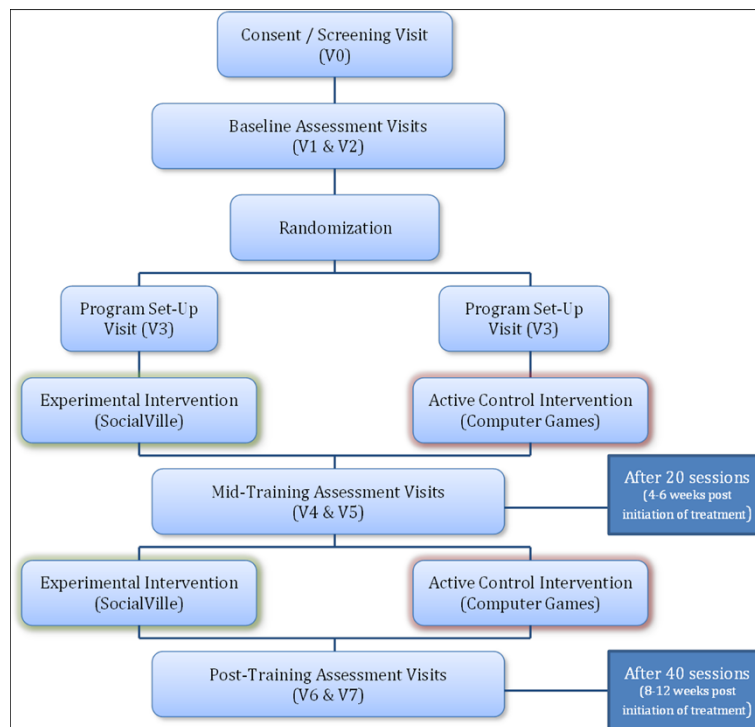 Consent / Screening Visit
(V0)
Baseline Assessment Visits
(V1 & V2)
Randomization
Program Set-Up
Visit (V3)
Program Set-Up
Visit (V3)
Experimental Intervention
(SocialVille)
Active Control Intervention
(Computer Games)
Mid-Training Assessment Visits
(V4 & V5)
After 20 sessions
(4-6 weeks post
initiation of treatment)
Experimental Intervention
(SocialVille)
Active Control Intervention
(Computer Games)
Post-Training Assessment Visits
(V6 & V7)
After 40 sessions
(8-12 weeks post
initiation of treatment)